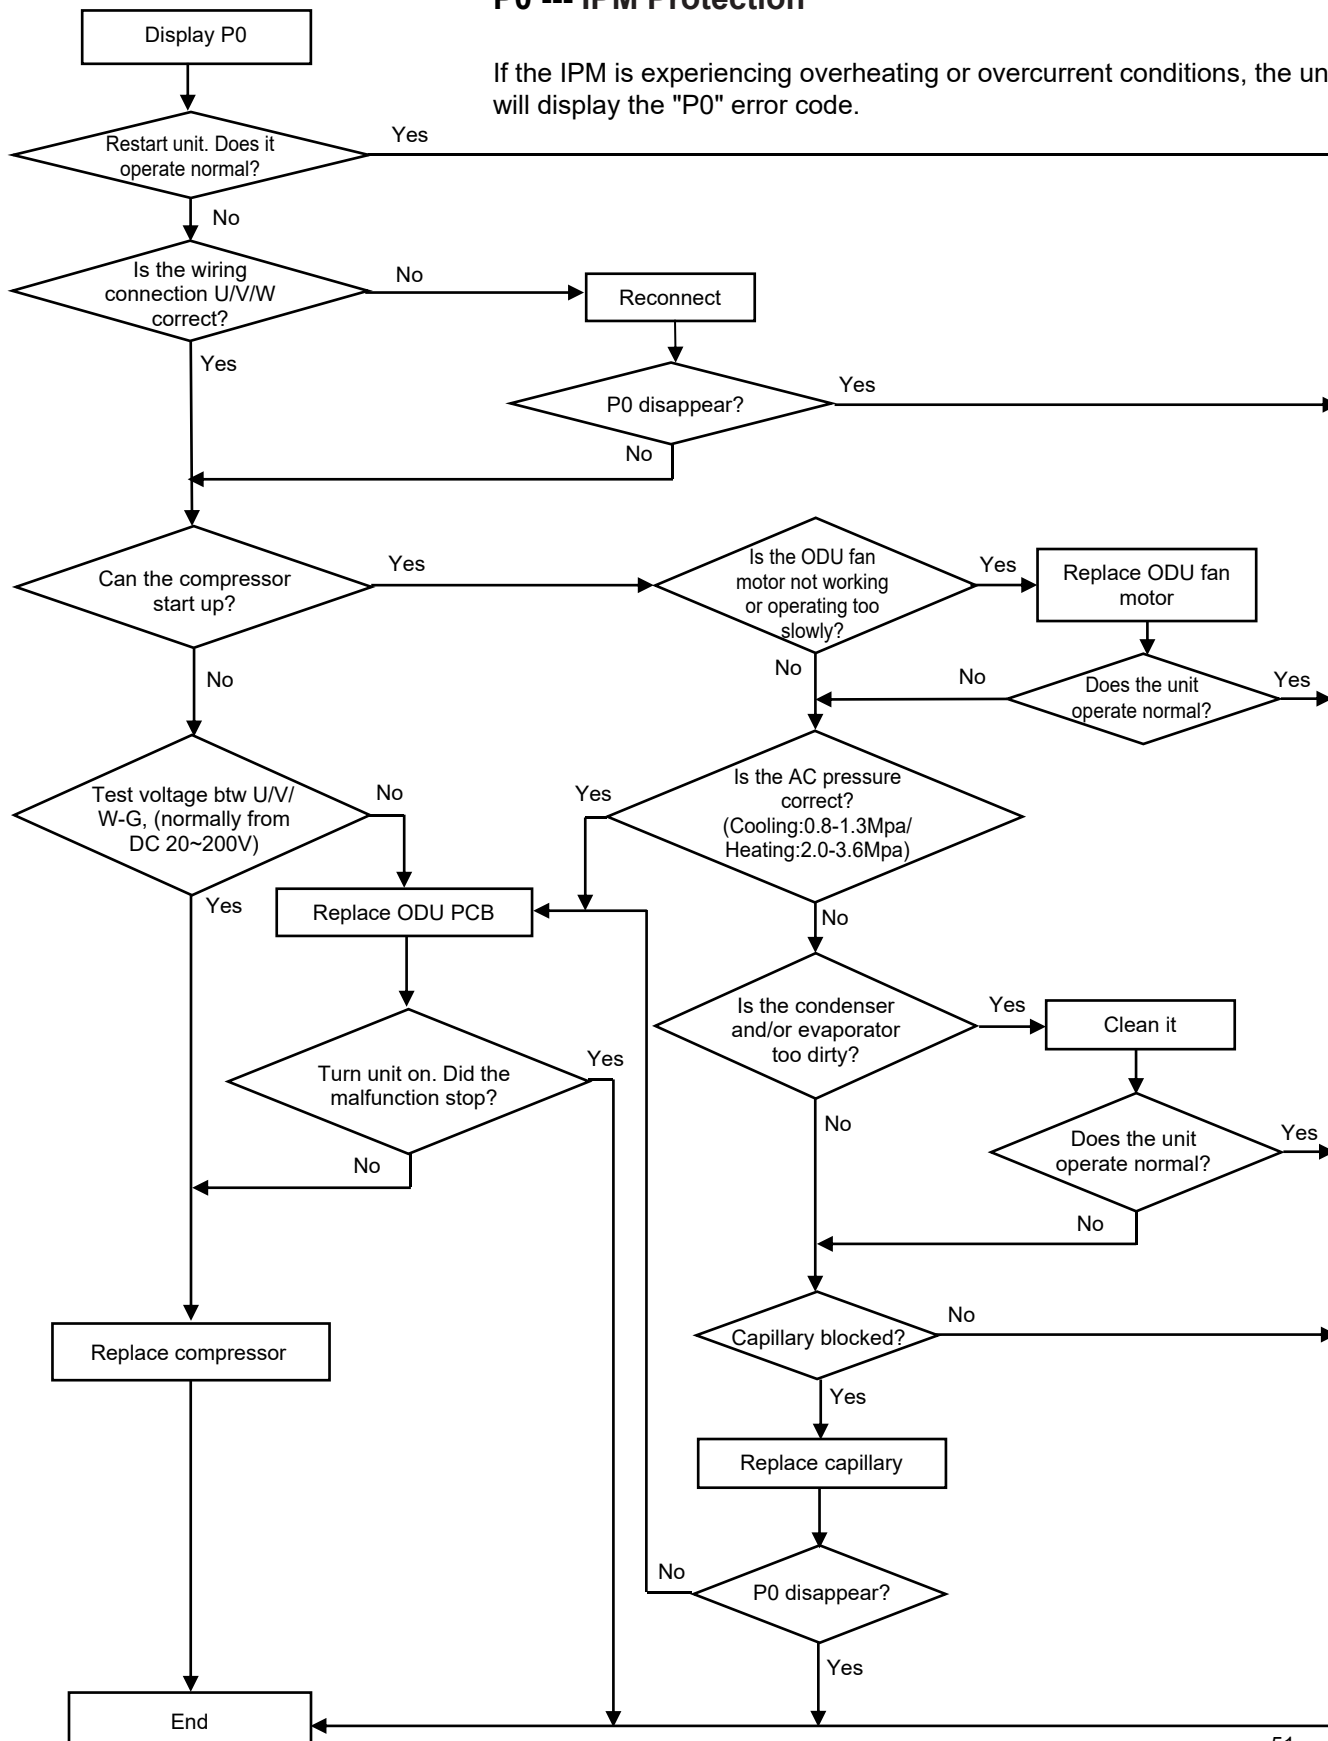 P0 --- IPM Protection
Display P0
If the IPM is experiencing overheating or overcurrent conditions, the un
will display the "P0" error code.
Yes
Restart unit. Does it
operate normal?
No
Is the wiring
connection U/V/W
correct?
No
Reconnect
Yes
P0 disappear?
Yes
No
Can the compressor
start up?
Yes
Is the ODU fan
motor not working
or operating too
slowly?
Yes
Replace ODU fan
motor
No
No
No
Does the unit
operate normal?
Yes
Test voltage btw U/V/
W-G, (normally from
DC 20~200V)
No
Yes
Is the AC pressure
correct?
(Cooling:0.8-1.3Mpa/
Heating:2.0-3.6Mpa)
Yes
Replace ODU PCB
No
Is the condenser
and/or evaporator
too dirty?
Yes
Clean it
Turn unit on. Did the
malfunction stop?
Yes
No
No
Does the unit
operate normal?
Yes
No
Capillary blocked?
No
Replace compressor
Yes
Replace capillary
No
P0 disappear?
Yes
End